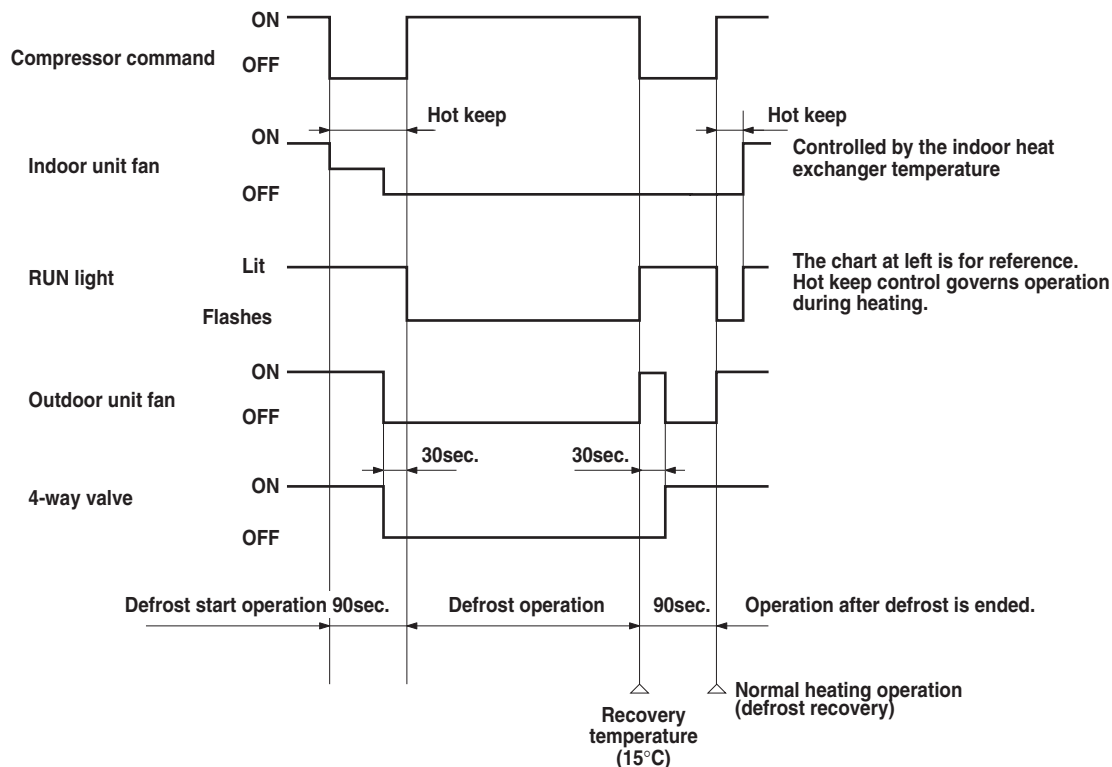 ON
Compressor command
OFF
Hot keep
Hot keep
ON
Controlled by the indoor heat
exchanger temperature
Indoor unit fan
OFF
Lit
The chart at left is for reference.
Hot keep control governs operation
during heating.
RUN light
Flashes
ON
Outdoor unit fan
OFF
30sec.
30sec.
ON
4-way valve
OFF
Defrost start operation 90sec.
Defrost operation
90sec.
Operation after defrost is ended.
Normal heating operation
(defrost recovery)
Recovery
temperature
(15°C)